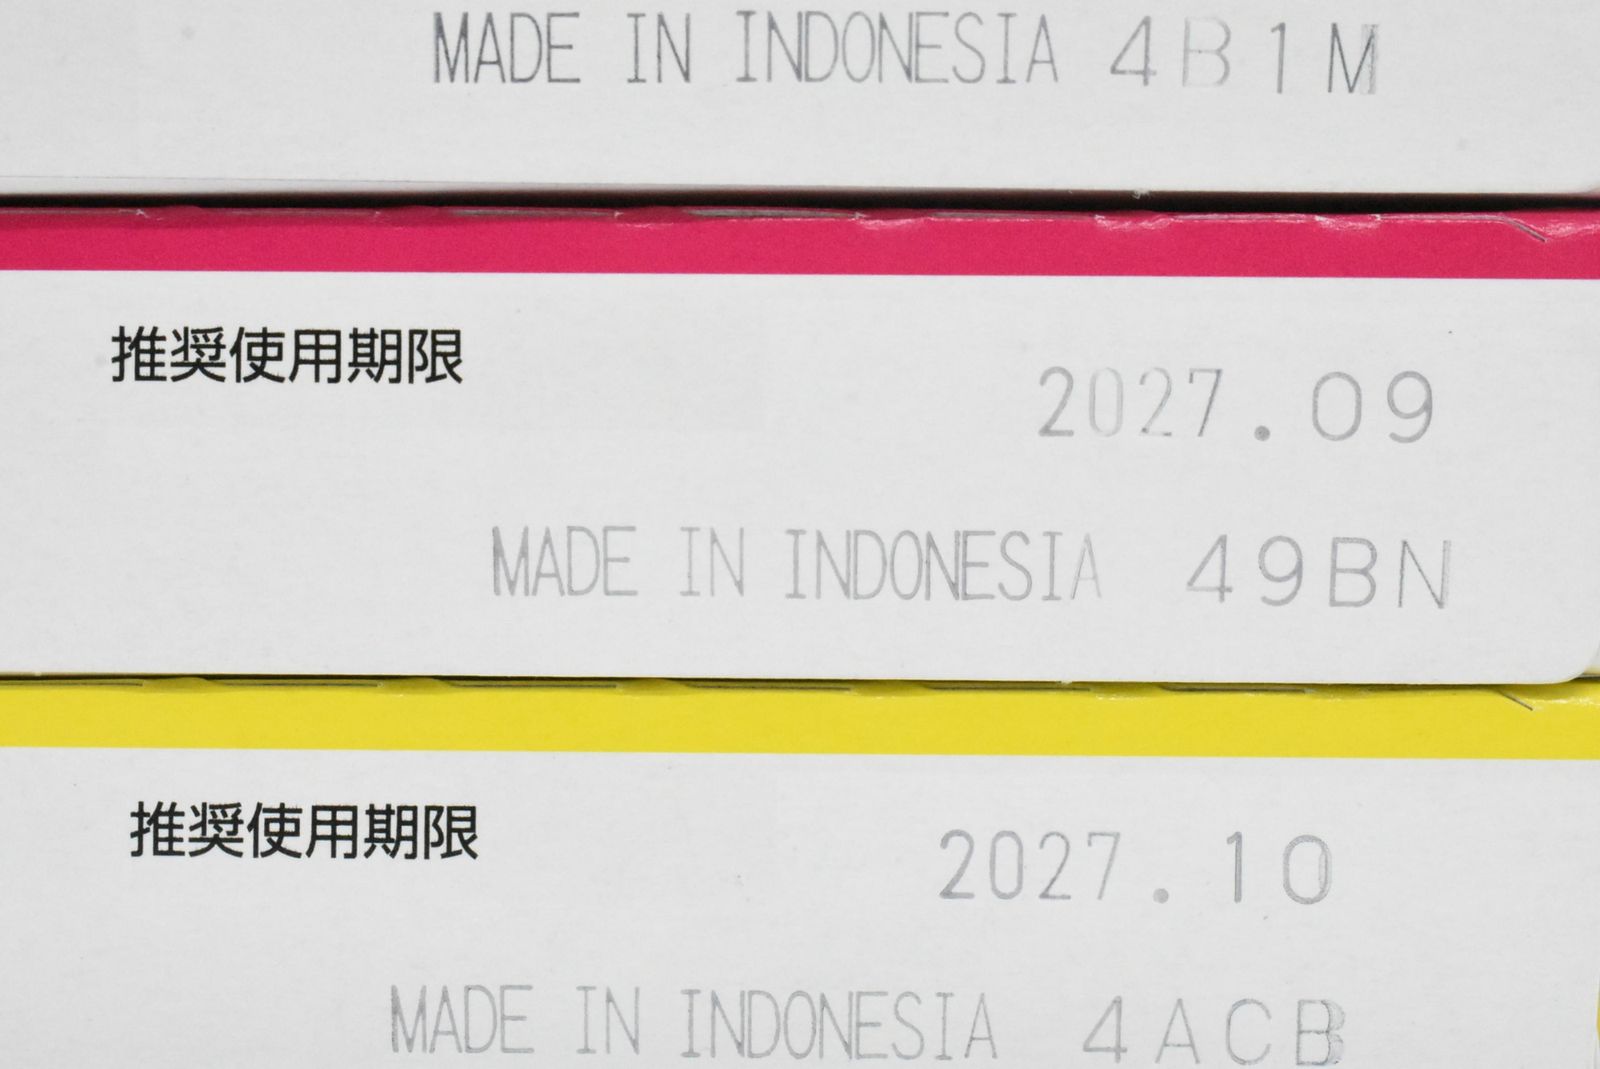 MADE IN INDONESIA 4B1M
推奨使用期限
2027.09
MADE IN INDONESIA 49BN
推奨使用期限
2027.10
MADE IN INDONESIA 4ACB